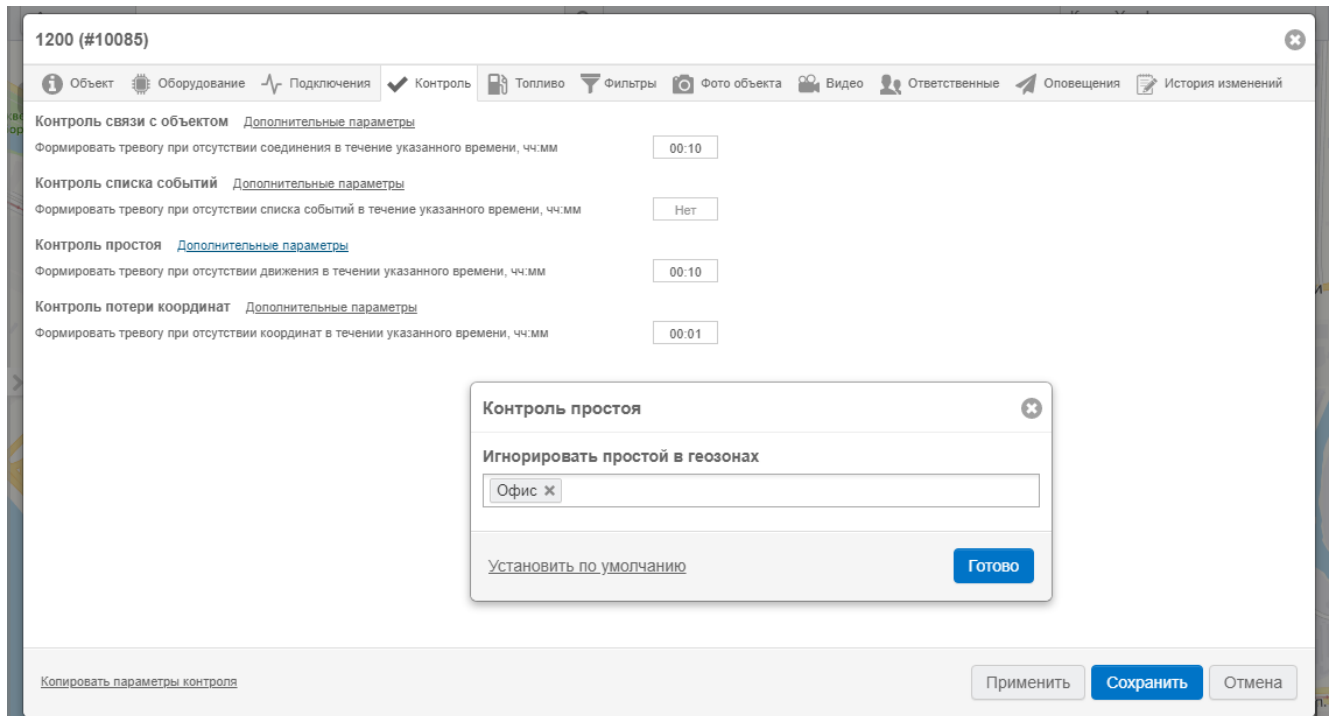 1200 (#10085)
Объект Оборудование Подключения Контроль Топливо Фильтры Фото объекта Видео Ответственные Оповещения История изменений
Контроль связи с объектом Дополнительные параметры
Формировать тревогу при отсутствии соединения в течение указанного времени, чч:мм 00:10
Контроль списка событий Дополнительные параметры
Формировать тревогу при отсутствии списка событий в течение указанного времени, чч:мм Нет
Контроль простоя Дополнительные параметры
Формировать тревогу при отсутствии движения в течении указанного времени, чч:мм 00:10
Контроль потери координат Дополнительные параметры
Формировать тревогу при отсутствии координат в течении указанного времени, чч:мм 00:01
Контроль простоя
Игнорировать простой в геозонах
Офис
Установить по умолчанию Готово
Копировать параметры контроля Применить Сохранить Отмена